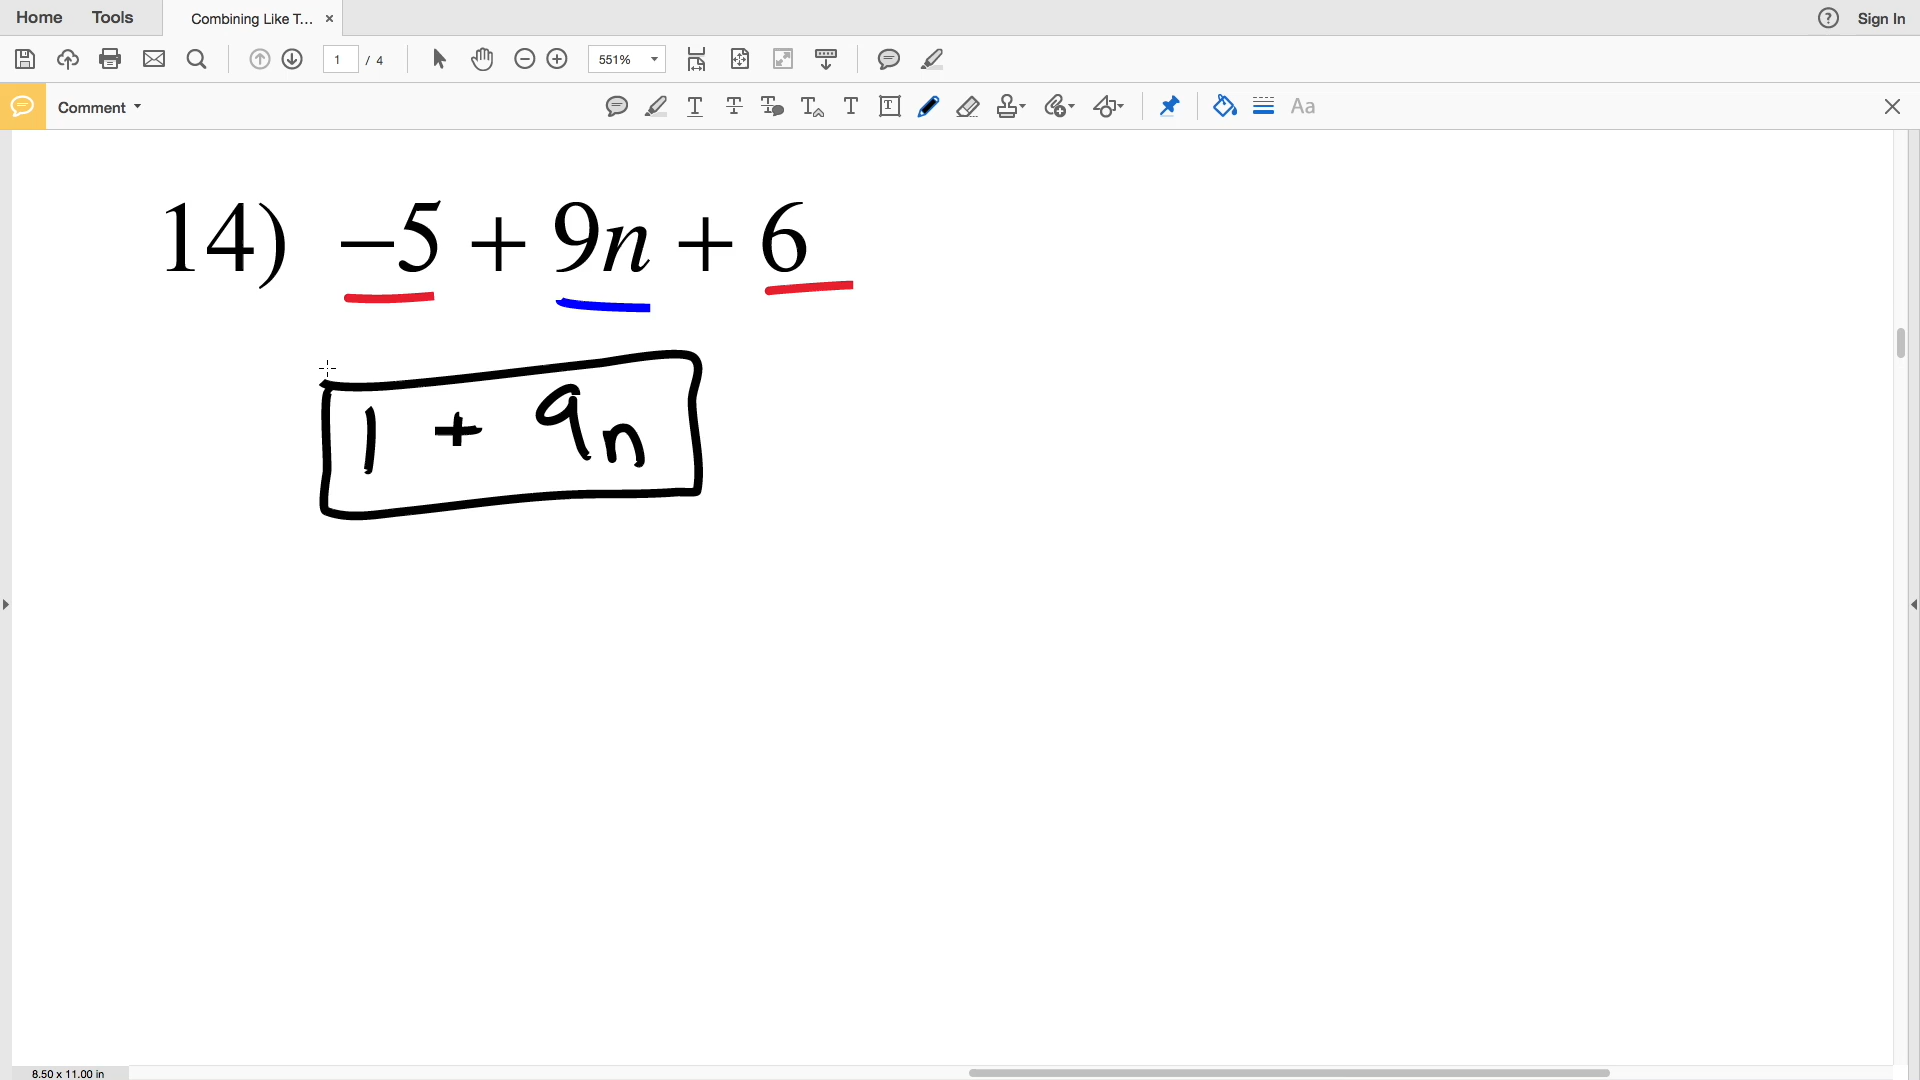 Home Tools Combining Like T... × ? Sign In
1 / 4 551%
Comment T T T T T T Aa
14) −5 + 9n + 6
1 + 9n
8.50 x 11.00 in